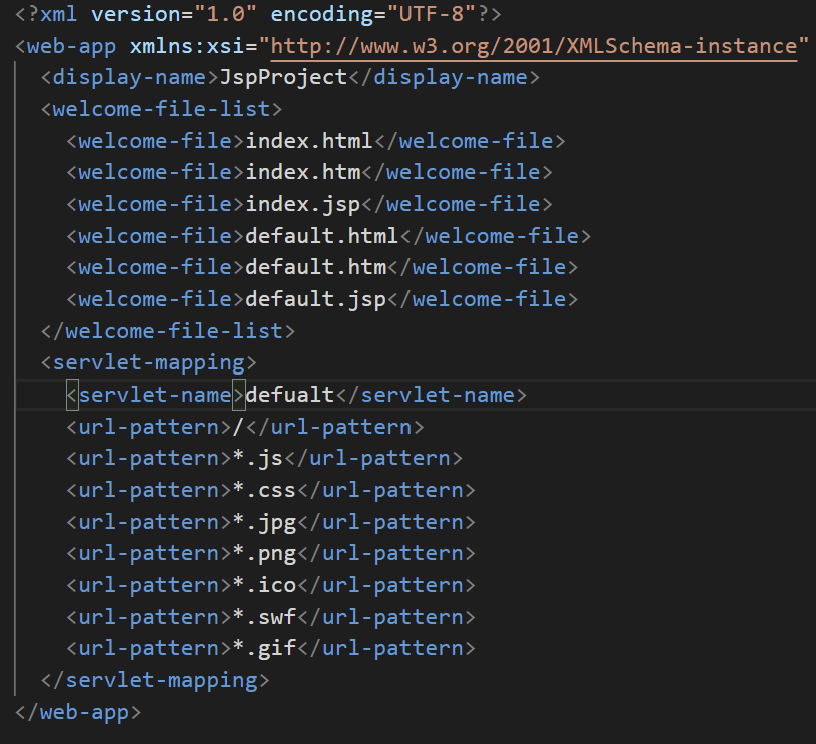 <?xml version="1.0" encoding="UTF-8"?>
<web-app xmlns:xsi="http://www.w3.org/2001/XMLSchema-instance"
<display-name>JspProject</display-name>
<welcome-file-list>
<welcome-file>index.html</welcome-file>
<welcome-file>index.htm</welcome-file>
<welcome-file>index.jsp</welcome-file>
<welcome-file>default.html</welcome-file>
<welcome-file>default.htm</welcome-file>
<welcome-file>default.jsp</welcome-file>
</welcome-file-list>
<servlet-mapping>
<servlet-name>defualt</servlet-name>
<url-pattern>/</url-pattern>
<url-pattern>*.js</url-pattern>
<url-pattern>*.css</url-pattern>
<url-pattern>*.jpg</url-pattern>
<url-pattern>*.png</url-pattern>
<url-pattern>*.ico</url-pattern>
<url-pattern>*.swf</url-pattern>
<url-pattern>*.gif</url-pattern>
</servlet-mapping>
</web-app>